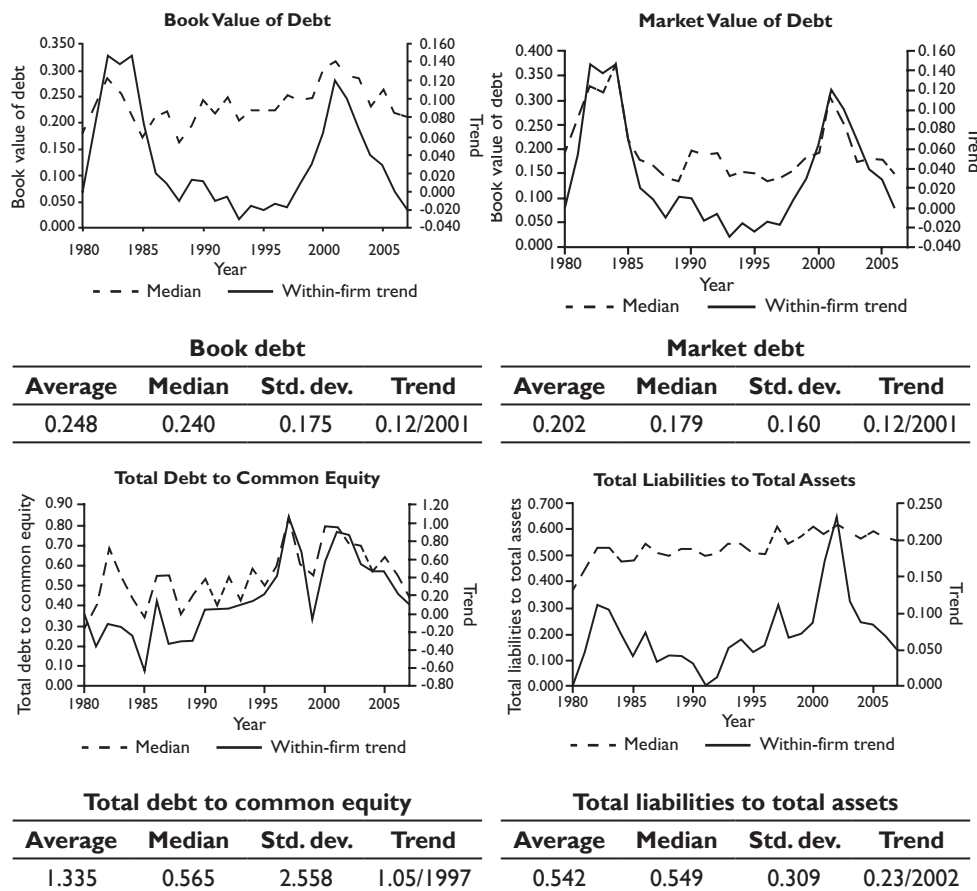 Book Value of Debt
Book value of debt
0.350
0.300
0.250
0.200
0.150
0.100
0.050
0.000
0.160
0.140
0.120
0.100
0.080
0.060
0.040
0.020
0.000
-0.020
-0.040
Trend
1980 1985 1990 1995 2000 2005
Year
Median Within-firm trend
Market Value of Debt
Book value of debt
0.400
0.350
0.300
0.250
0.200
0.150
0.100
0.050
0.000
0.160
0.140
0.120
0.100
0.080
0.060
0.040
0.020
0.000
-0.020
-0.040
Trend
1980 1985 1990 1995 2000 2005
Year
Median Within-firm trend
Book debt
Average Median Std. dev. Trend
0.248 0.240 0.175 0.12/2001
Market debt
Average Median Std. dev. Trend
0.202 0.179 0.160 0.12/2001
Total Debt to Common Equity
Total debt to common equity
0.90
0.80
0.70
0.60
0.50
0.40
0.30
0.20
0.10
0.00
1.20
1.00
0.80
0.60
0.40
0.20
0.00
-0.20
-0.40
-0.60
-0.80
Trend
1980 1985 1990 1995 2000 2005
Year
Median Within-firm trend
Total Liabilities to Total Assets
Total liabilities to total assets
0.700
0.600
0.500
0.480
0.300
0.200
0.100
0.000
0.250
0.200
0.150
0.100
0.050
0.000
Trend
1980 1985 1990 1995 2000 2005
Year
Median Within-firm trend
Total debt to common equity
Average Median Std. dev. Trend
1.335 0.565 2.558 1.05/1997
Total liabilities to total assets
Average Median Std. dev. Trend
0.542 0.549 0.309 0.23/2002